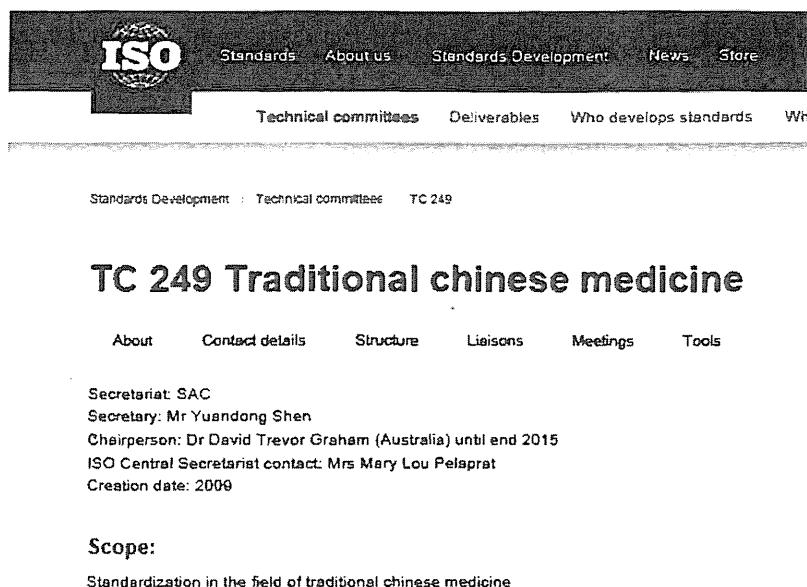 ISO
Standards About us Standards Development News Store
Technical committees Deliverables Who develops standards Wh
Standards Development Technical committees TC 249
TC 249 Traditional chinese medicine
About Contact details Structure Liaisons Meetings Tools
Secretariat: SAC
Secretary: Mr Yuandong Shen
Chairperson: Dr David Trevor Graham (Australia) until end 2015
ISO Central Secretariat contact: Mrs Mary Lou Pelaprat
Creation date: 2009
Scope:
Standardization in the field of traditional chinese medicine